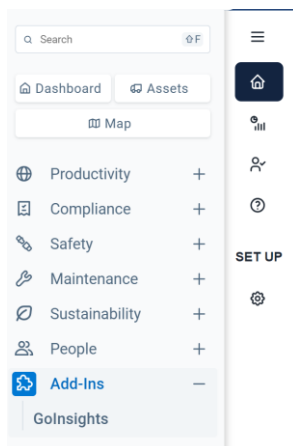 Search ⇧ F
Dashboard Assets
Map
Productivity
Compliance
Safety
Maintenance
Sustainability
People
Add-Ins
GoInsights
SET UP